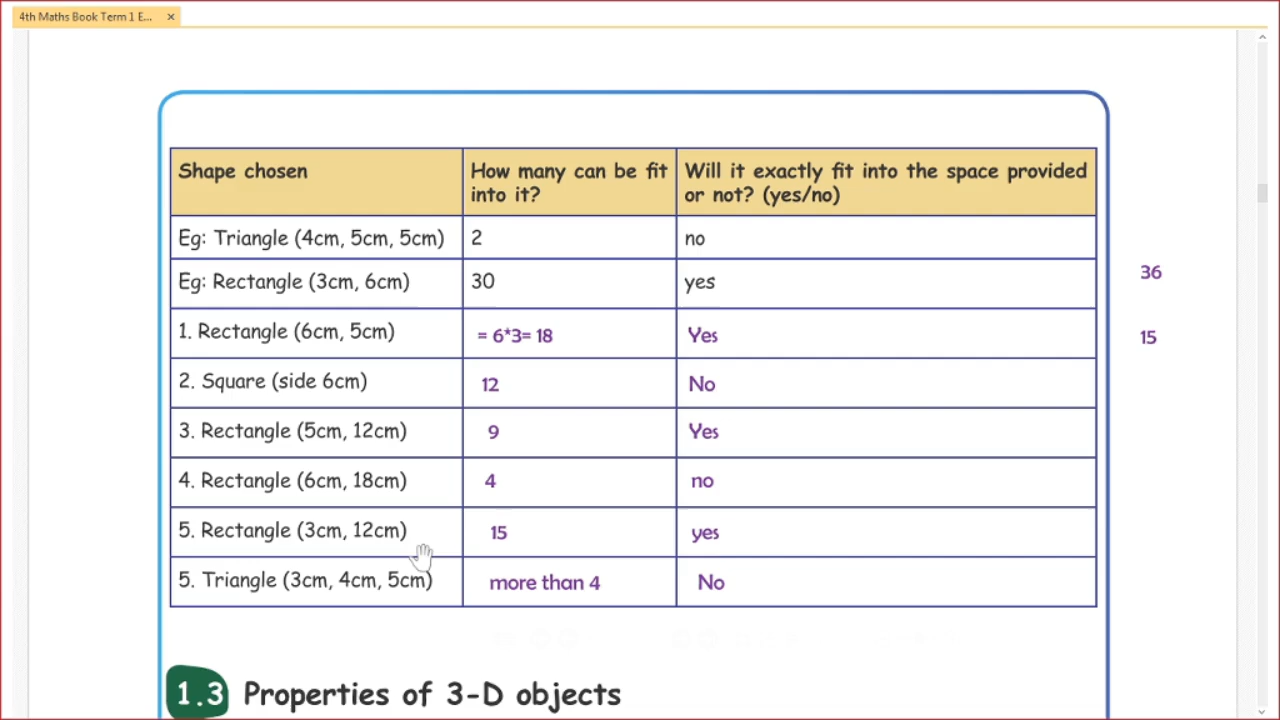 4th Maths Book Term 1 E... ×
Shape chosen
How many can be fit
into it?
Will it exactly fit into the space provided
or not? (yes/no)
Eg: Triangle (4cm, 5cm, 5cm)
2
no
Eg: Rectangle (3cm, 6cm)
30
yes
36
1. Rectangle (6cm, 5cm)
= 6*3= 18
Yes
15
2. Square (side 6cm)
12
No
3. Rectangle (5cm, 12cm)
9
Yes
4. Rectangle (6cm, 18cm)
4
no
5. Rectangle (3cm, 12cm)
15
yes
5. Triangle (3cm, 4cm, 5cm)
more than 4
No
1.3 Properties of 3-D objects